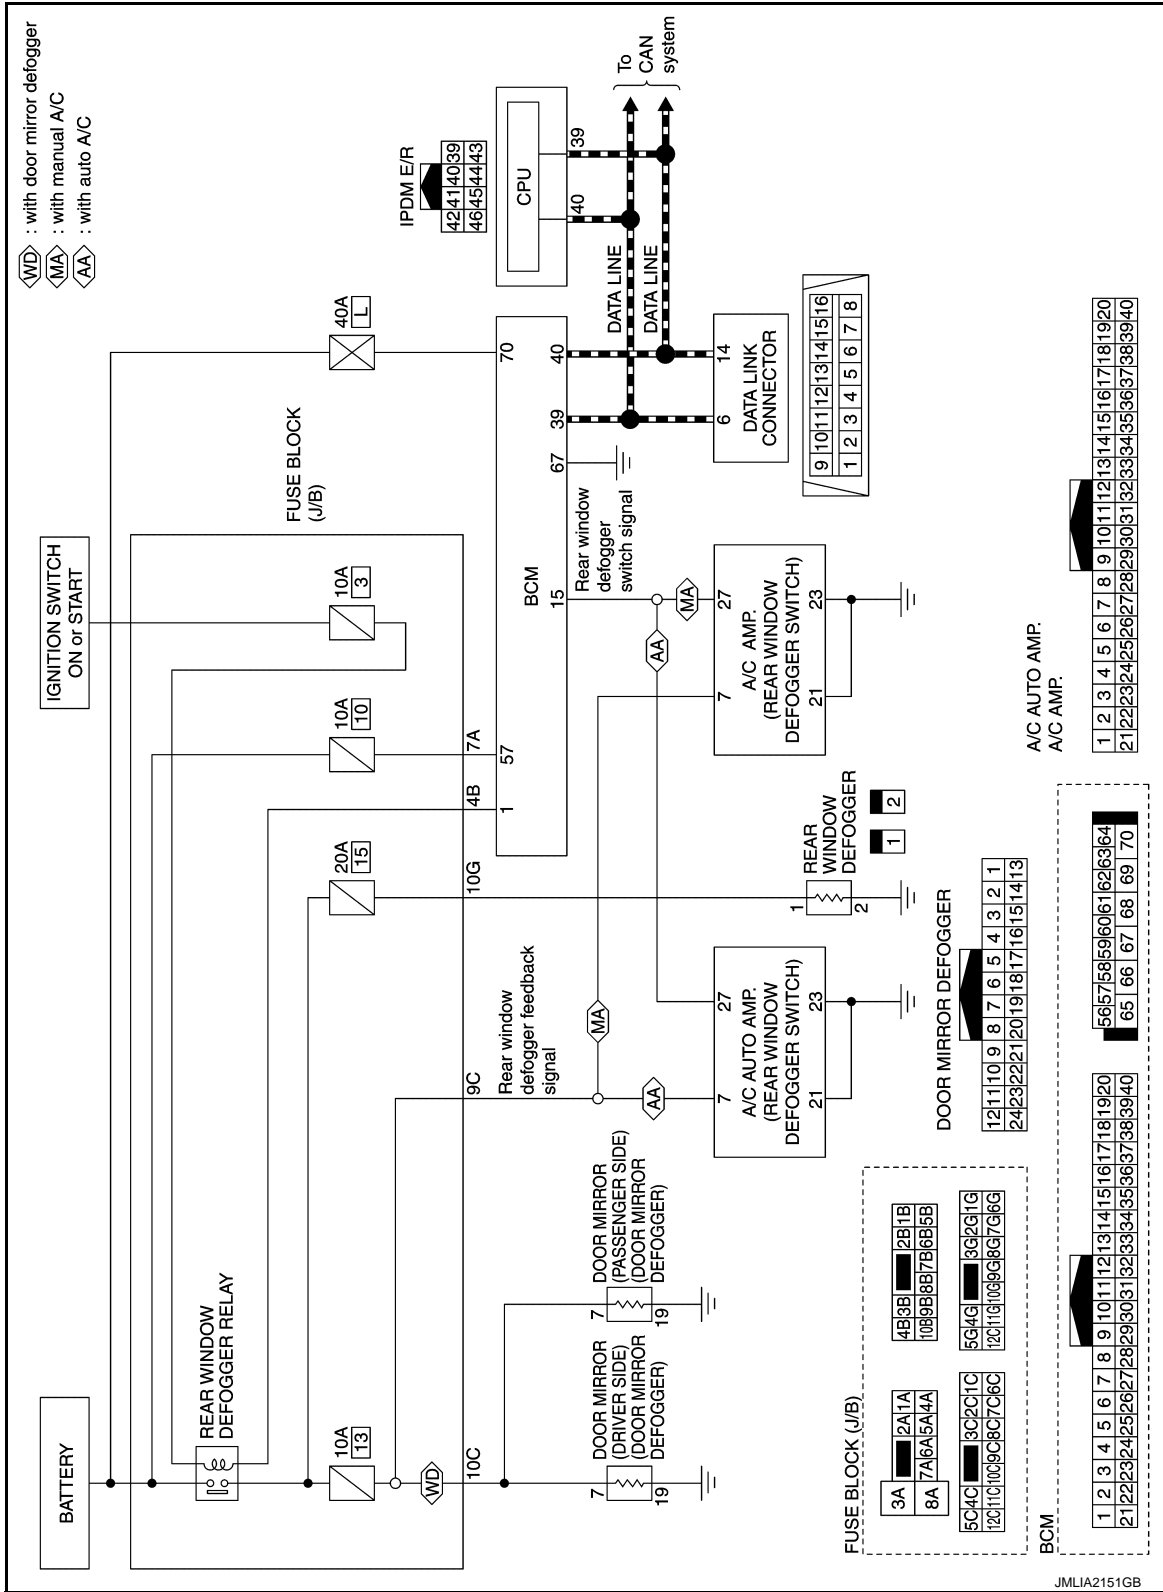 WD : with door mirror defogger
MA : with manual A/C
AA : with auto A/C
BATTERY
IGNITION SWITCH
ON or START
FUSE BLOCK
(J/B)
REAR WINDOW
DEFOGGER RELAY
10A
13
20A
15
10A
10
10A
3
40A
L
WD
10C
9C
10G
4B
7A
1
57
70
BCM
15
67
39
40
IPDM E/R
42 41 40 39
46 45 44 43
CPU
40
39
To
CAN
system
DATA LINE
DATA LINE
Rear window
defogger feedback
signal
Rear window
defogger
switch signal
MA
AA
AA
MA
DOOR MIRROR
(DRIVER SIDE)
(DOOR MIRROR
DEFOGGER)
7
19
DOOR MIRROR
(PASSENGER SIDE)
(DOOR MIRROR
DEFOGGER)
7
19
A/C AUTO AMP.
(REAR WINDOW
DEFOGGER SWITCH)
7
27
21
23
REAR
WINDOW
DEFOGGER
1
2
1
2
A/C AMP.
(REAR WINDOW
DEFOGGER SWITCH)
7
27
21
23
DATA LINK
CONNECTOR
6
14
9 10 11 12 13 14 15 16
1 2 3 4 5 6 7 8
FUSE BLOCK (J/B)
3A 2A 1A
8A 7A 6A 5A 4A
4B 3B 2B 1B
10B 9B 8B 7B 6B 5B
5C 4C 3C 2C 1C
12C 11C 10C 9C 8C 7C 6C
5G 4G 3G 2G 1G
12G 11G 10G 9G 8G 7G 6G
DOOR MIRROR DEFOGGER
12 11 10 9 8 7 6 5 4 3 2 1
24 23 22 21 20 19 18 17 16 15 14 13
A/C AUTO AMP.
A/C AMP.
1 2 3 4 5 6 7 8 9 10 11 12 13 14 15 16 17 18 19 20
21 22 23 24 25 26 27 28 29 30 31 32 33 34 35 36 37 38 39 40
BCM
1 2 3 4 5 6 7 8 9 10 11 12 13 14 15 16 17 18 19 20
21 22 23 24 25 26 27 28 29 30 31 32 33 34 35 36 37 38 39 40
56 57 58 59 60 61 62 63 64
65 66 67 68 69 70
JMLIA2151GB